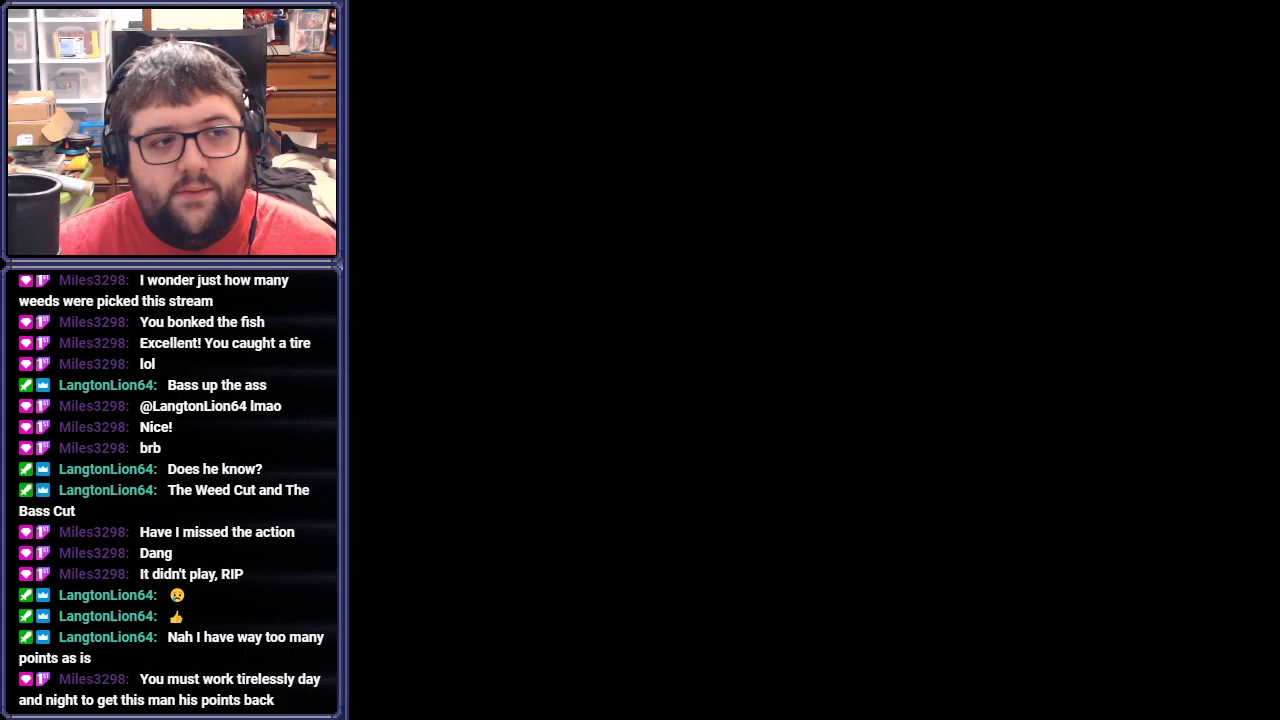 Miles3298: I wonder just how many
weeds were picked this stream
Miles3298: You bonked the fish
Miles3298: Excellent! You caught a tire
Miles3298: lol
LangtonLion64: Bass up the ass
Miles3298: @LangtonLion64 lmao
Miles3298: Nice!
Miles3298: brb
LangtonLion64: Does he know?
LangtonLion64: The Weed Cut and The
Bass Cut
Miles3298: Have I missed the action
Miles3298: Dang
Miles3298: It didn't play, RIP
LangtonLion64: 😥
LangtonLion64: 👍
LangtonLion64: Nah I have way too many
points as is
Miles3298: You must work tirelessly day
and night to get this man his points back